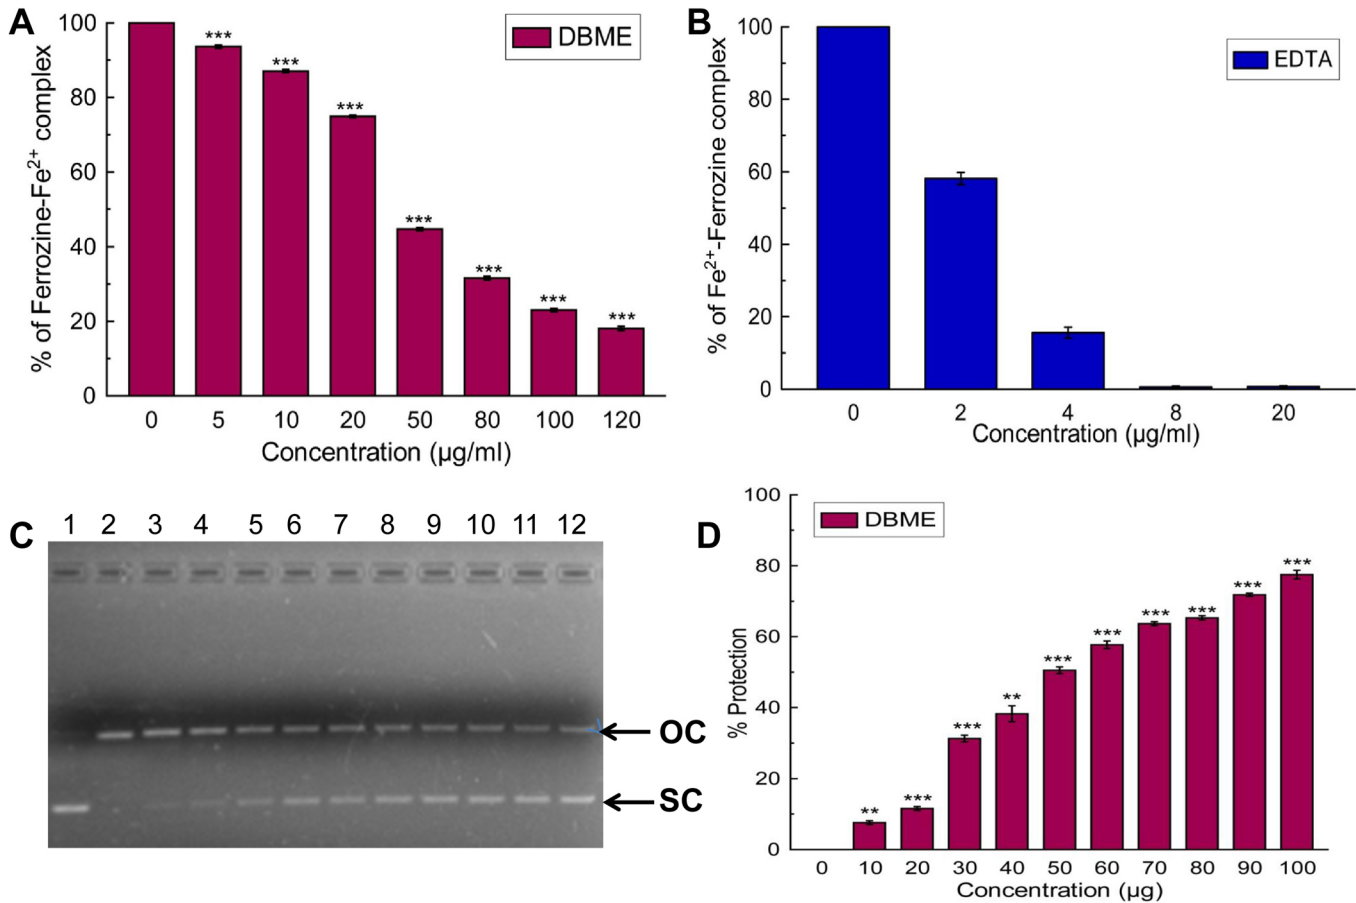 A
DBME
% of Ferrozine-Fe²⁺ complex
100
80
60
40
20
0
***
***
***
***
***
***
***
0 5 10 20 50 80 100 120
Concentration (µg/ml)
B
EDTA
% of Fe²⁺-Ferrozine complex
100
80
60
40
20
0
0 2 4 8 20
Concentration (µg/ml)
C
1 2 3 4 5 6 7 8 9 10 11 12
OC
SC
D
DBME
% Protection
100
80
60
40
20
0
**
***
***
**
***
***
***
***
***
***
0 10 20 30 40 50 60 70 80 90 100
Concentration (µg)